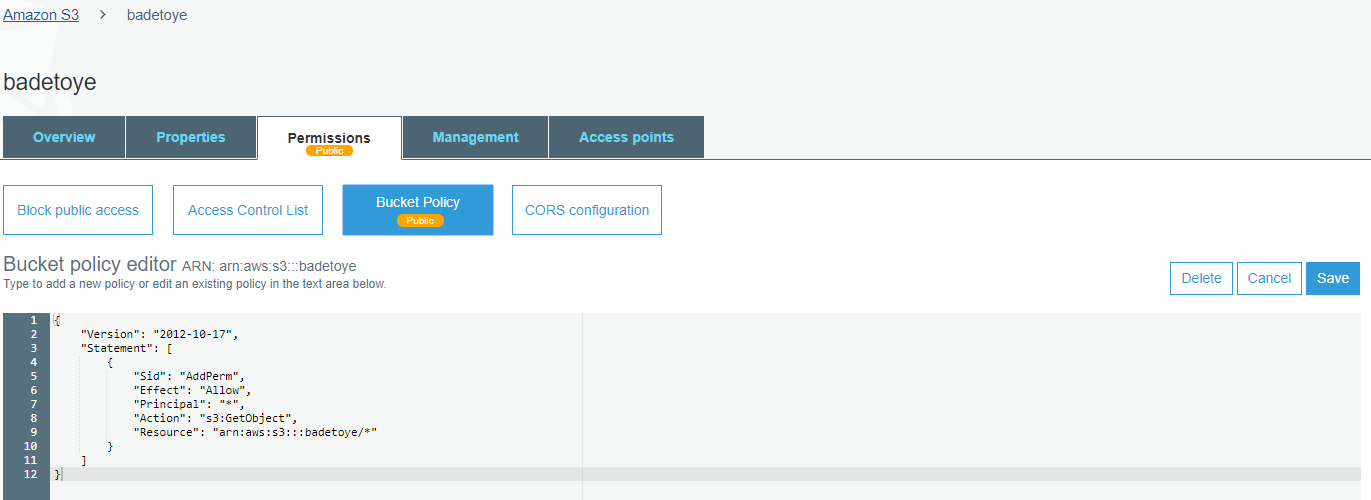 Amazon S3 > badetoye
badetoye
Overview Properties Permissions Management Access points
Public
Block public access Access Control List Bucket Policy CORS configuration
Public
Bucket policy editor ARN: arn:aws:s3:::badetoye
Type to add a new policy or edit an existing policy in the text area below.
Delete Cancel Save
1 {
2 "Version": "2012-10-17",
3 "Statement": [
4 {
5 "Sid": "AddPerm",
6 "Effect": "Allow",
7 "Principal": "*",
8 "Action": "s3:GetObject",
9 "Resource": "arn:aws:s3:::badetoye/*"
10 }
11 ]
12 }